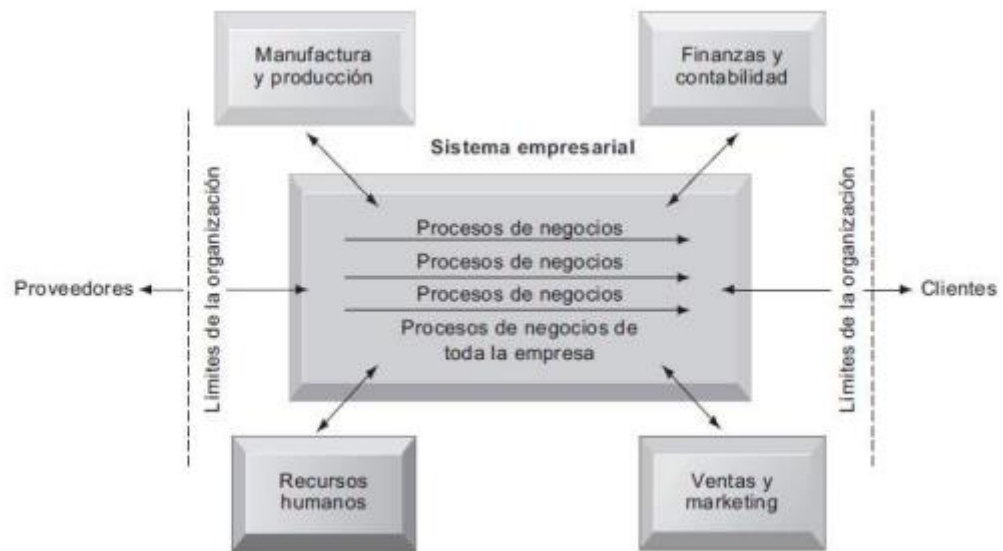 Manufactura
y producción
Finanzas y
contabilidad
Sistema empresarial
Límites de la organización
Límites de la organización
Procesos de negocios
Procesos de negocios
Procesos de negocios
Procesos de negocios de
toda la empresa
Proveedores
Clientes
Recursos
humanos
Ventas y
marketing